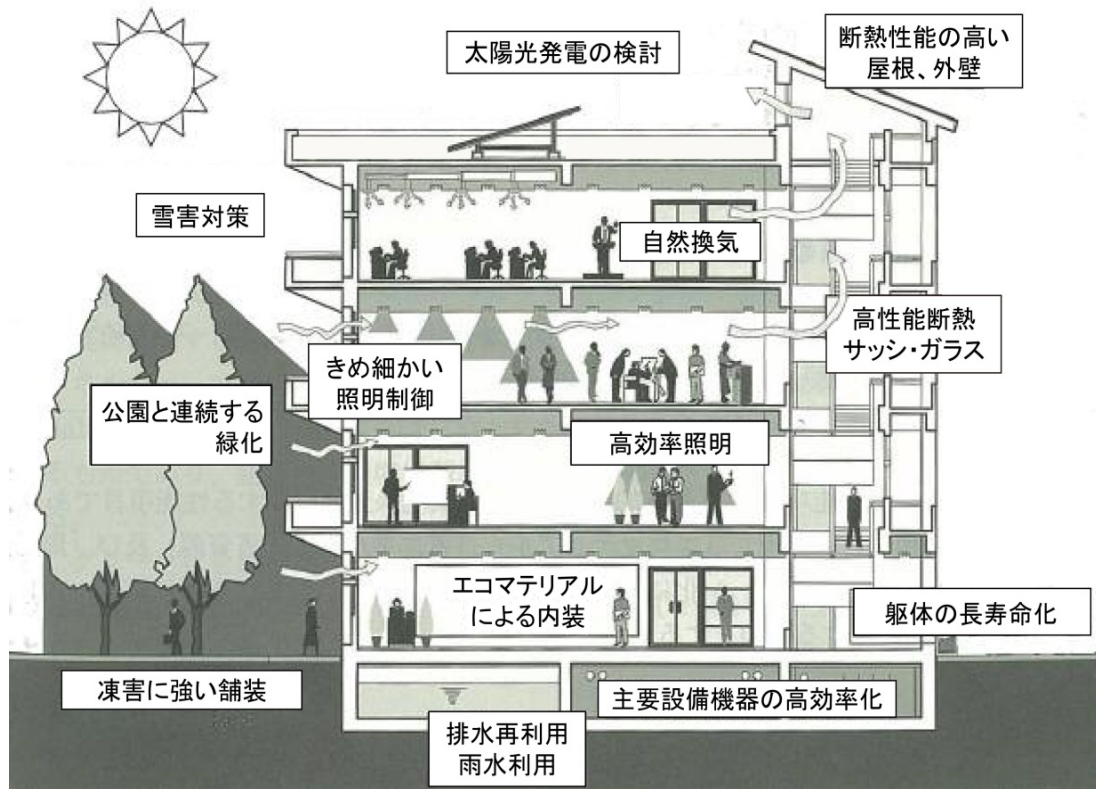 太陽光発電の検討
断熱性能の高い
屋根、外壁
雪害対策
自然換気
高性能断熱
サッシ・ガラス
きめ細かい
照明制御
公園と連続する
緑化
高効率照明
エコマテリアル
による内装
躯体の長寿命化
凍害に強い舗装
主要設備機器の高効率化
排水再利用
雨水利用